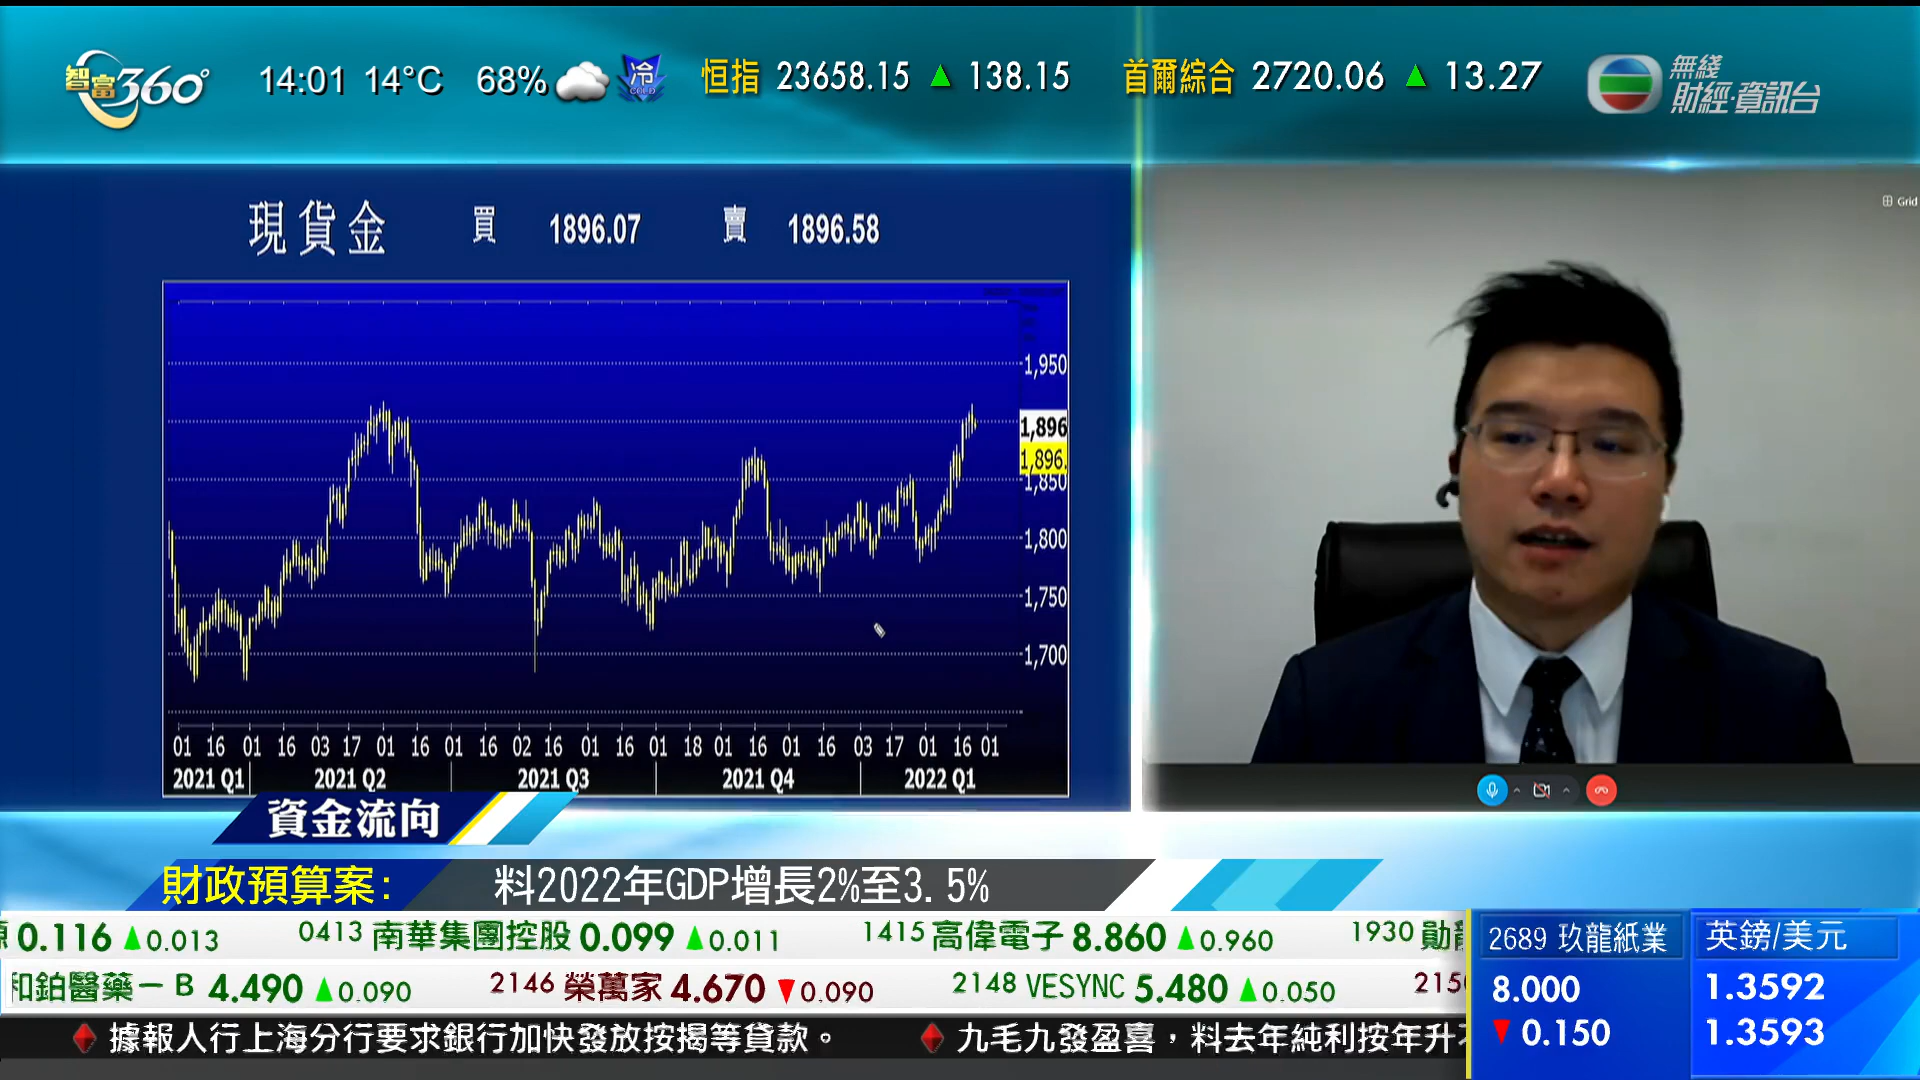 智富360°
14:01 14°C 68% 冷 COLD
恒指 23658.15 ▲ 138.15
首爾綜合 2720.06 ▲ 13.27
無綫
財經·資訊台
現貨金 買 1896.07 賣 1896.58
Grid
1,950
1,896
1,896.
1,850
1,800
1,750
1,700
01 16 01 16 03 17 01 16 01 16 02 16 01 16 01 18 01 16 01 16 03 17 01 16 01
2021 Q1 2021 Q2 2021 Q3 2021 Q4 2022 Q1
資金流向
財政預算案: 料2022年GDP增長2%至3.5%
0.116 ▲0.013 0413 南華集團控股 0.099 ▲0.011 1415 高偉電子 8.860 ▲0.960 1930
和鉑醫藥－B 4.490 ▲0.090 2146 榮萬家 4.670 ▼0.090 2148 VESYNC 5.480 ▲0.050 215
據報人行上海分行要求銀行加快發放按揭等貸款。 九毛九發盈喜，料去年純利按年升
2689 玖龍紙業
8.000
▼ 0.150
英鎊/美元
1.3592
1.3593